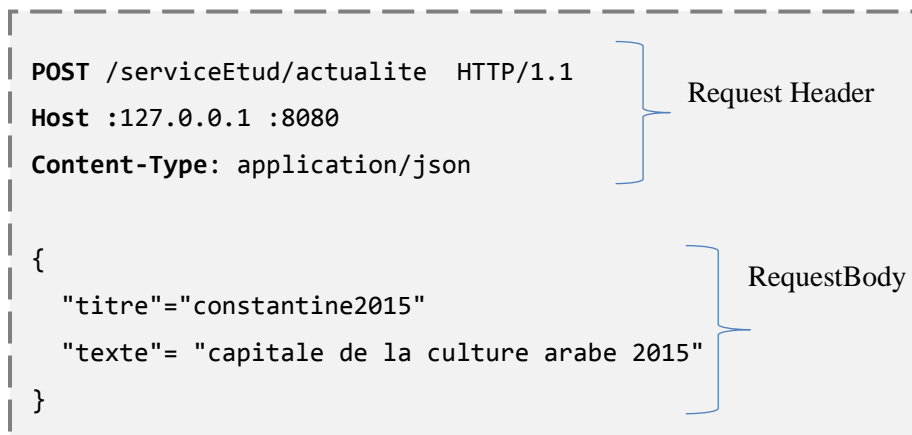 POST /serviceEtud/actualite  HTTP/1.1
Request Header
Host :127.0.0.1 :8080
Content-Type: application/json
{
RequestBody
"titre"="constantine2015"
"texte"= "capitale de la culture arabe 2015"
}